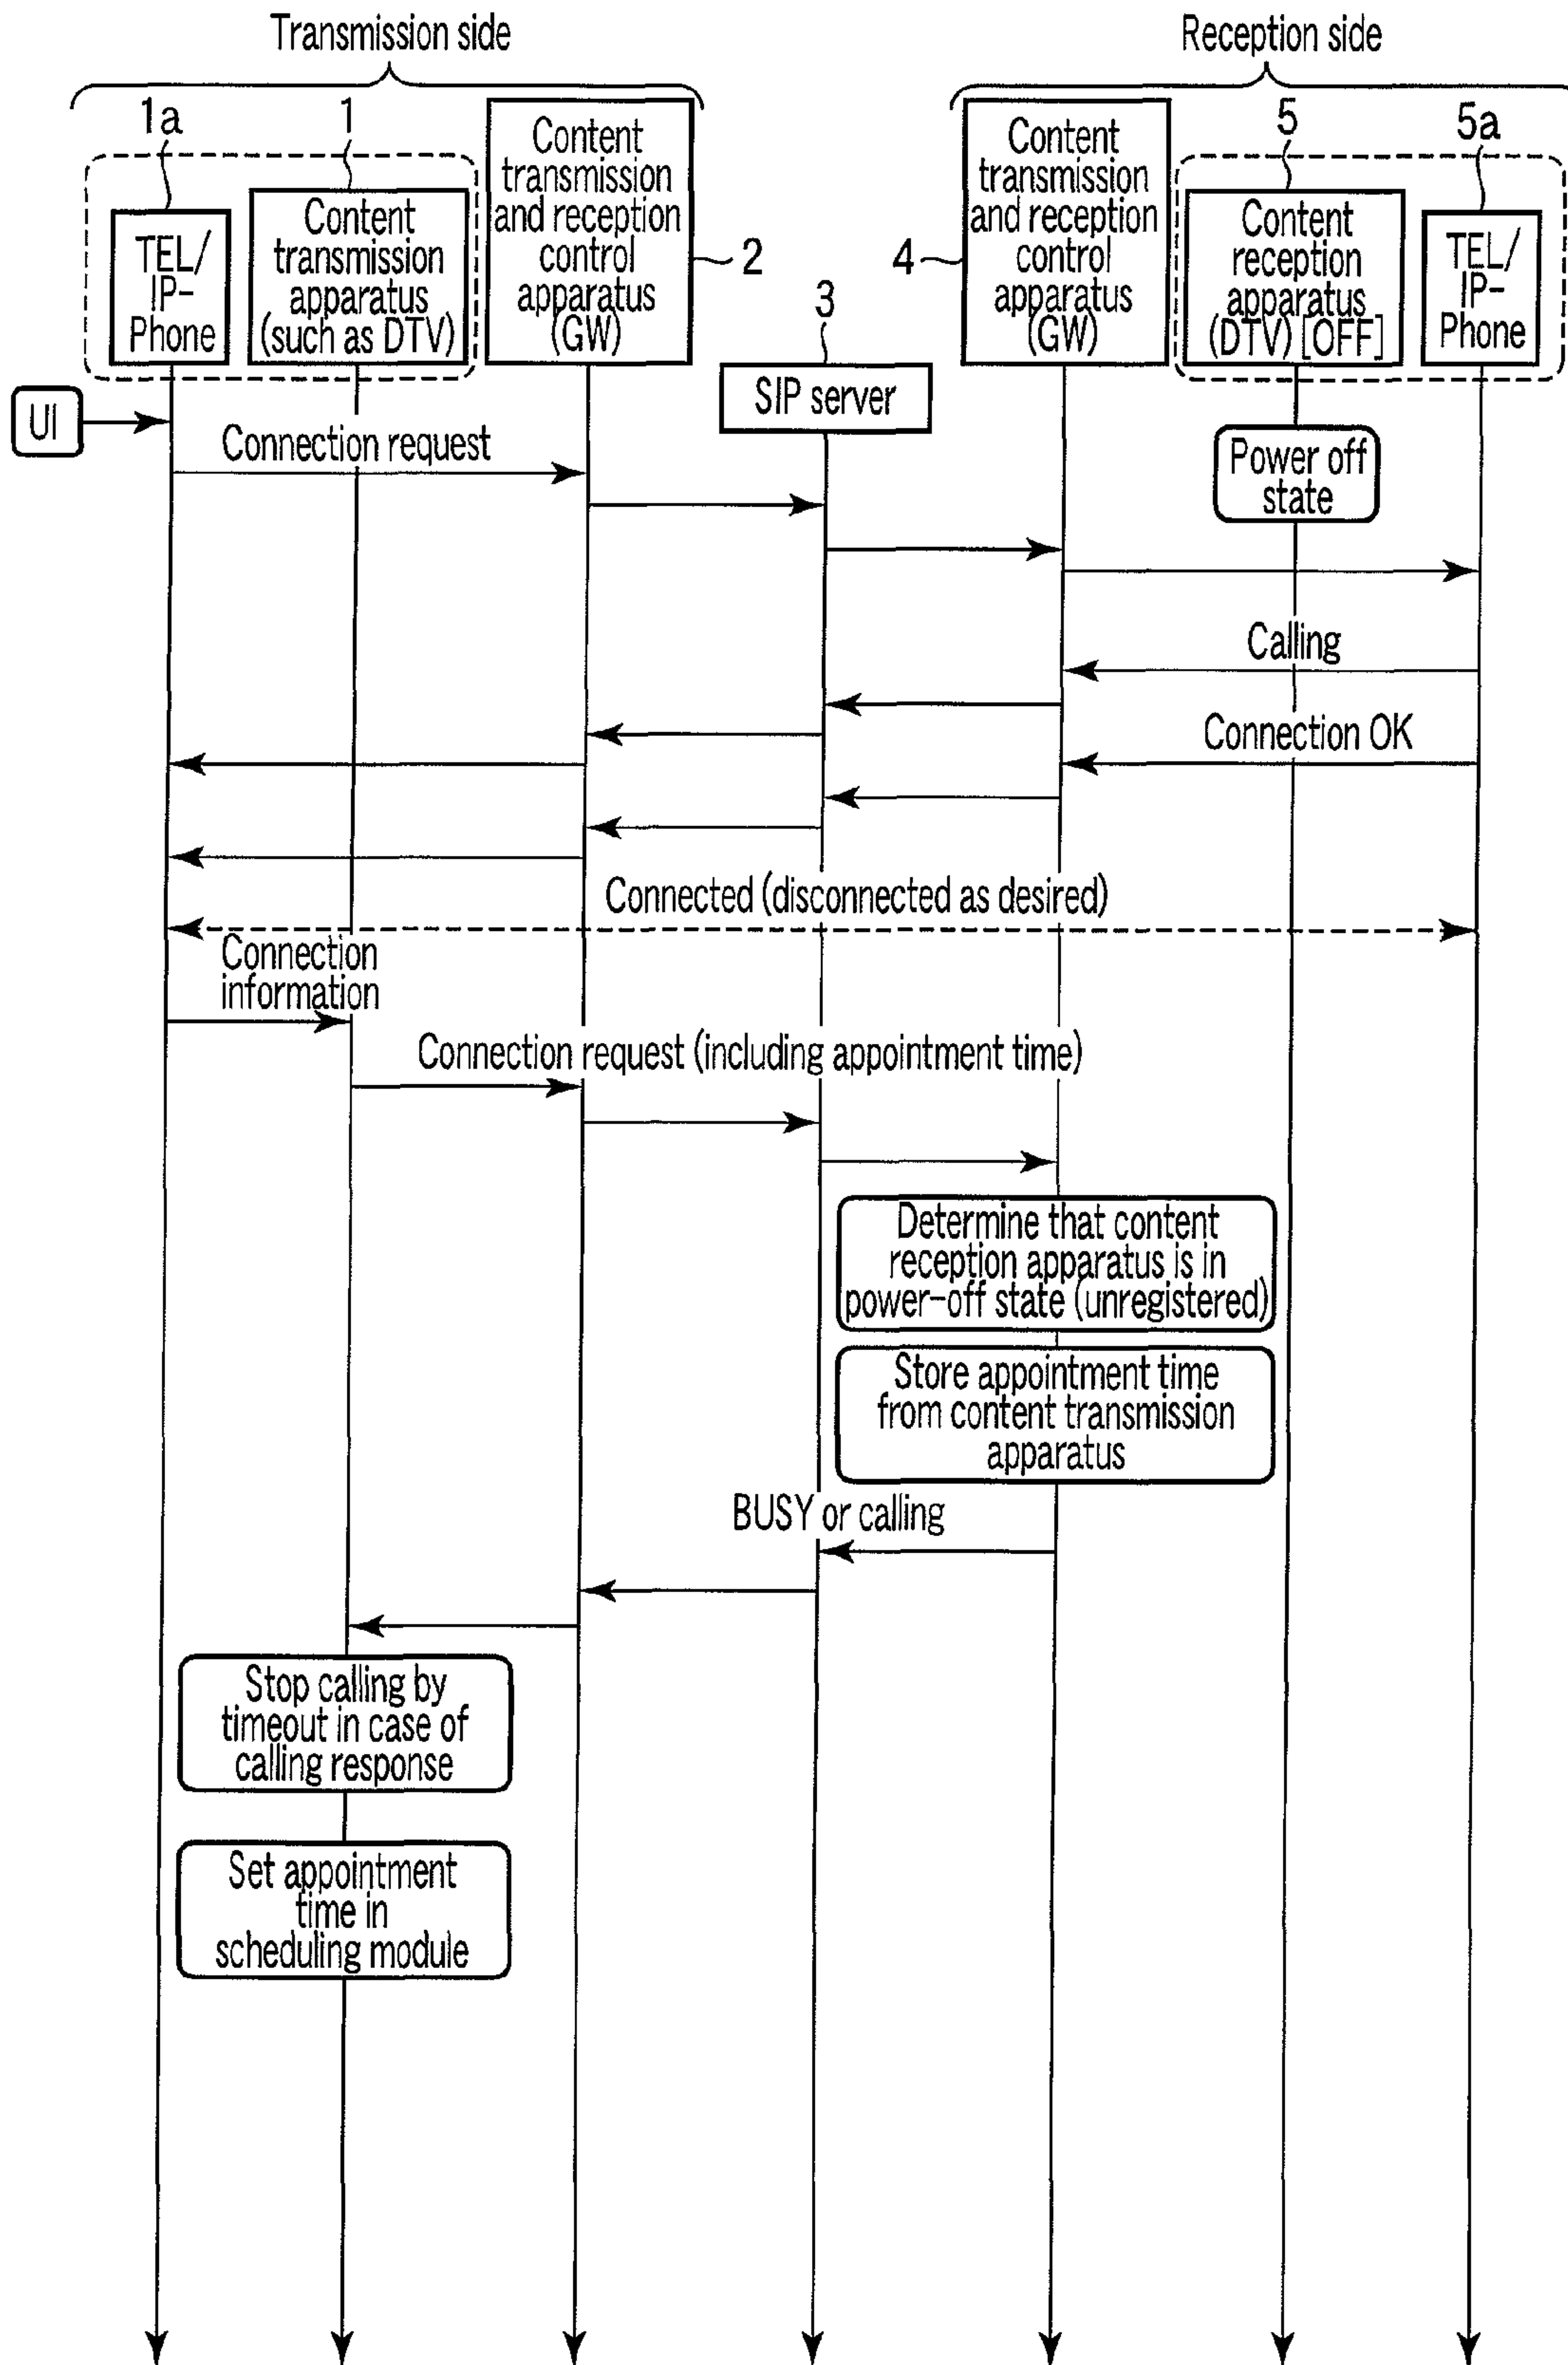 Transmission side
Reception side
1a
1
Content
transmission
and reception
control
apparatus
(GW)
2
Content
transmission
and reception
control
apparatus
(GW)
4
5
5a
TEL/
IP-
Phone
Content
transmission
apparatus
(such as DTV)
3
Content
reception
apparatus
(DTV) [OFF]
TEL/
IP-
Phone
SIP server
UI
Connection request
Power off
state
Calling
Connection OK
Connected (disconnected as desired)
Connection
information
Connection request (including appointment time)
Determine that content
reception apparatus is in
power-off state (unregistered)
Store appointment time
from content transmission
apparatus
BUSY or calling
Stop calling by
timeout in case of
calling response
Set appointment
time in
scheduling module